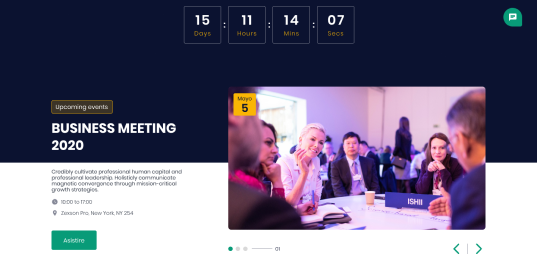 15 : 11 : 14 : 07
Days Hours Mins Secs
Upcoming events
BUSINESS MEETING
2020
Credibly cultivate professional human capital and
professional leadership. Holisticly communicate
magnetic convergence through mission-critical
growth strategies.
10:00 to 17:00
Zexson Pro, New York, NY 254
Asistire
Mayo
5
ISHII
01